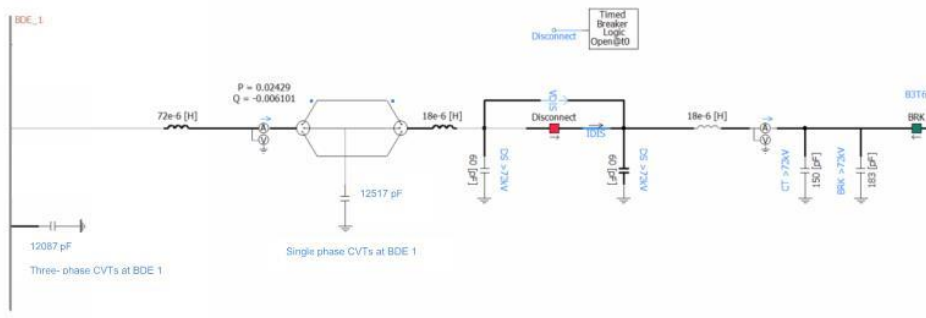 BDE_1
Timed
Breaker
Logic
Open@t0
Disconnect
P = 0.02429
Q = -0.006101
72e-6 [H]
A
V
18e-6 [H]
VDIS
Disconnect
IDIS
18e-6 [H]
A
V
B3T6
BRK
60
[pF]
DS < 72kV
60
[pF]
DS < 72kV
CT >72kV
150 [pF]
BRK >72kV
183 [pF]
12517 pF
12087 pF
Single phase CVTs at BDE 1
Three- phase CVTs at BDE 1